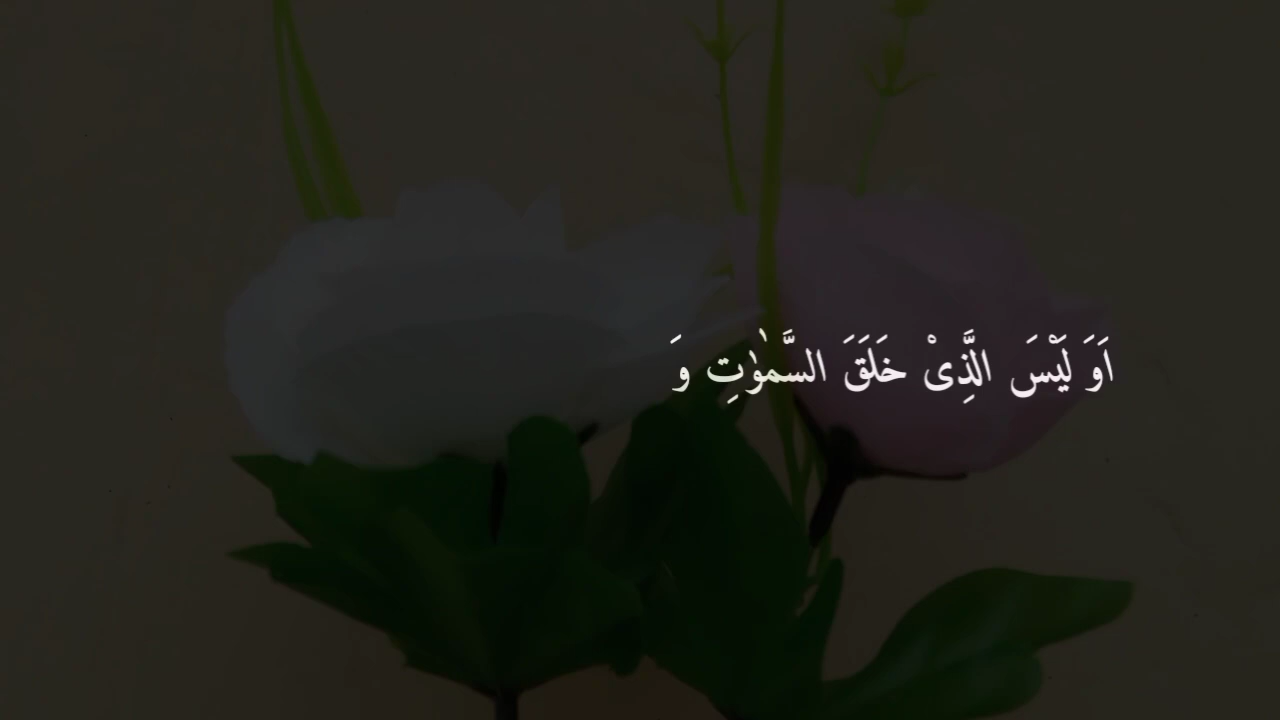 اَوَ لَيْسَ الَّذِىْ خَلَقَ السَّمٰوٰتِ وَ